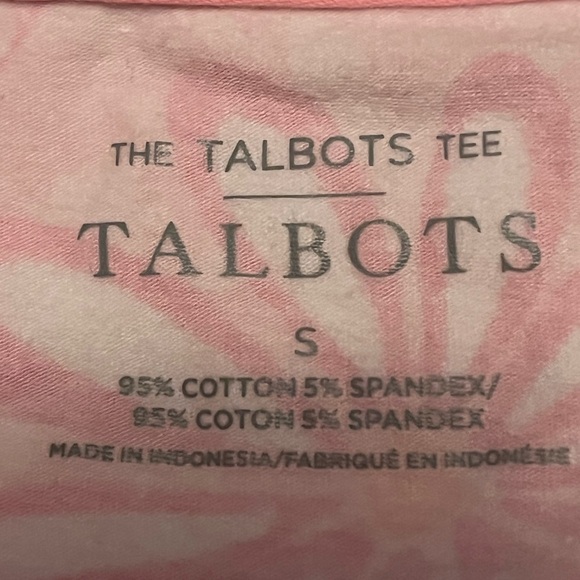 THE TALBOTS TEE
TALBOTS
S
95% COTTON 5% SPANDEX/
95% COTON 5% SPANDEX
MADE IN INDONESIA/FABRIQUÉ EN INDONÉSIE